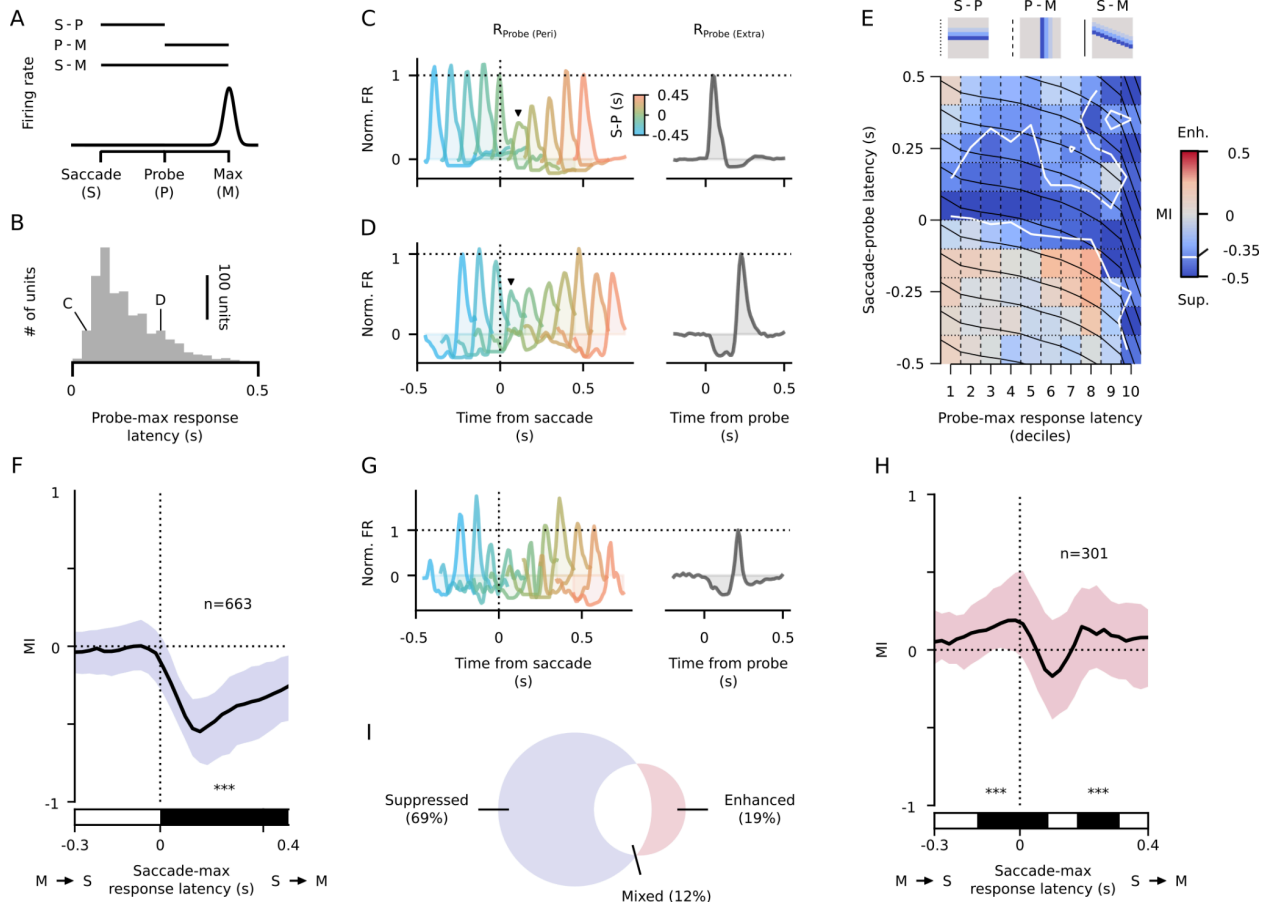 A
S - P
P - M
S - M
Firing rate
Saccade
(S)
Probe
(P)
Max
(M)
B
# of units
C
D
100 units
0
0.5
Probe-max response
latency (s)
C
R Probe (Peri)
R Probe (Extra)
Norm. FR
1
0
S-P (s)
0.45
-0.45
D
Norm. FR
1
0
-0.5
0
0.5
Time from saccade
(s)
0
0.5
Time from probe
(s)
E
S - P
P - M
S - M
Saccade-probe latency (s)
0.5
0.25
0
-0.25
-0.5
1 2 3 4 5 6 7 8 9 10
Probe-max response latency
(deciles)
Enh.
MI
0.5
0
-0.35
-0.5
Sup.
F
MI
1
0
-1
n=663
***
-0.3
0
0.4
M → S
Saccade-max
response latency (s)
S → M
G
Norm. FR
1
0
-0.5
0
0.5
Time from saccade
(s)
0
0.5
Time from probe
(s)
H
MI
1
0
-1
n=301
***
***
-0.3
0
0.4
M → S
Saccade-max
response latency (s)
S → M
I
Suppressed
(69%)
Enhanced
(19%)
Mixed (12%)